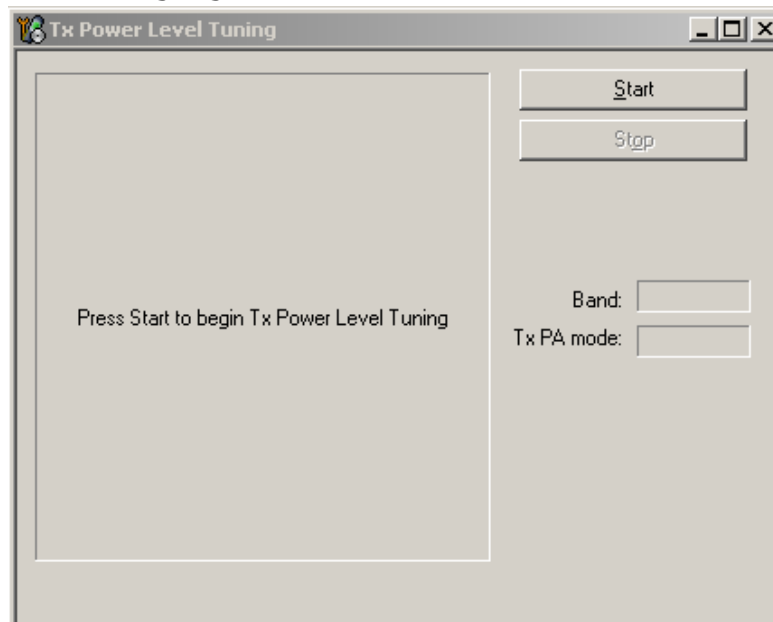 Tx Power Level Tuning
Start
Stop
Press Start to begin Tx Power Level Tuning
Band:
Tx PA mode: